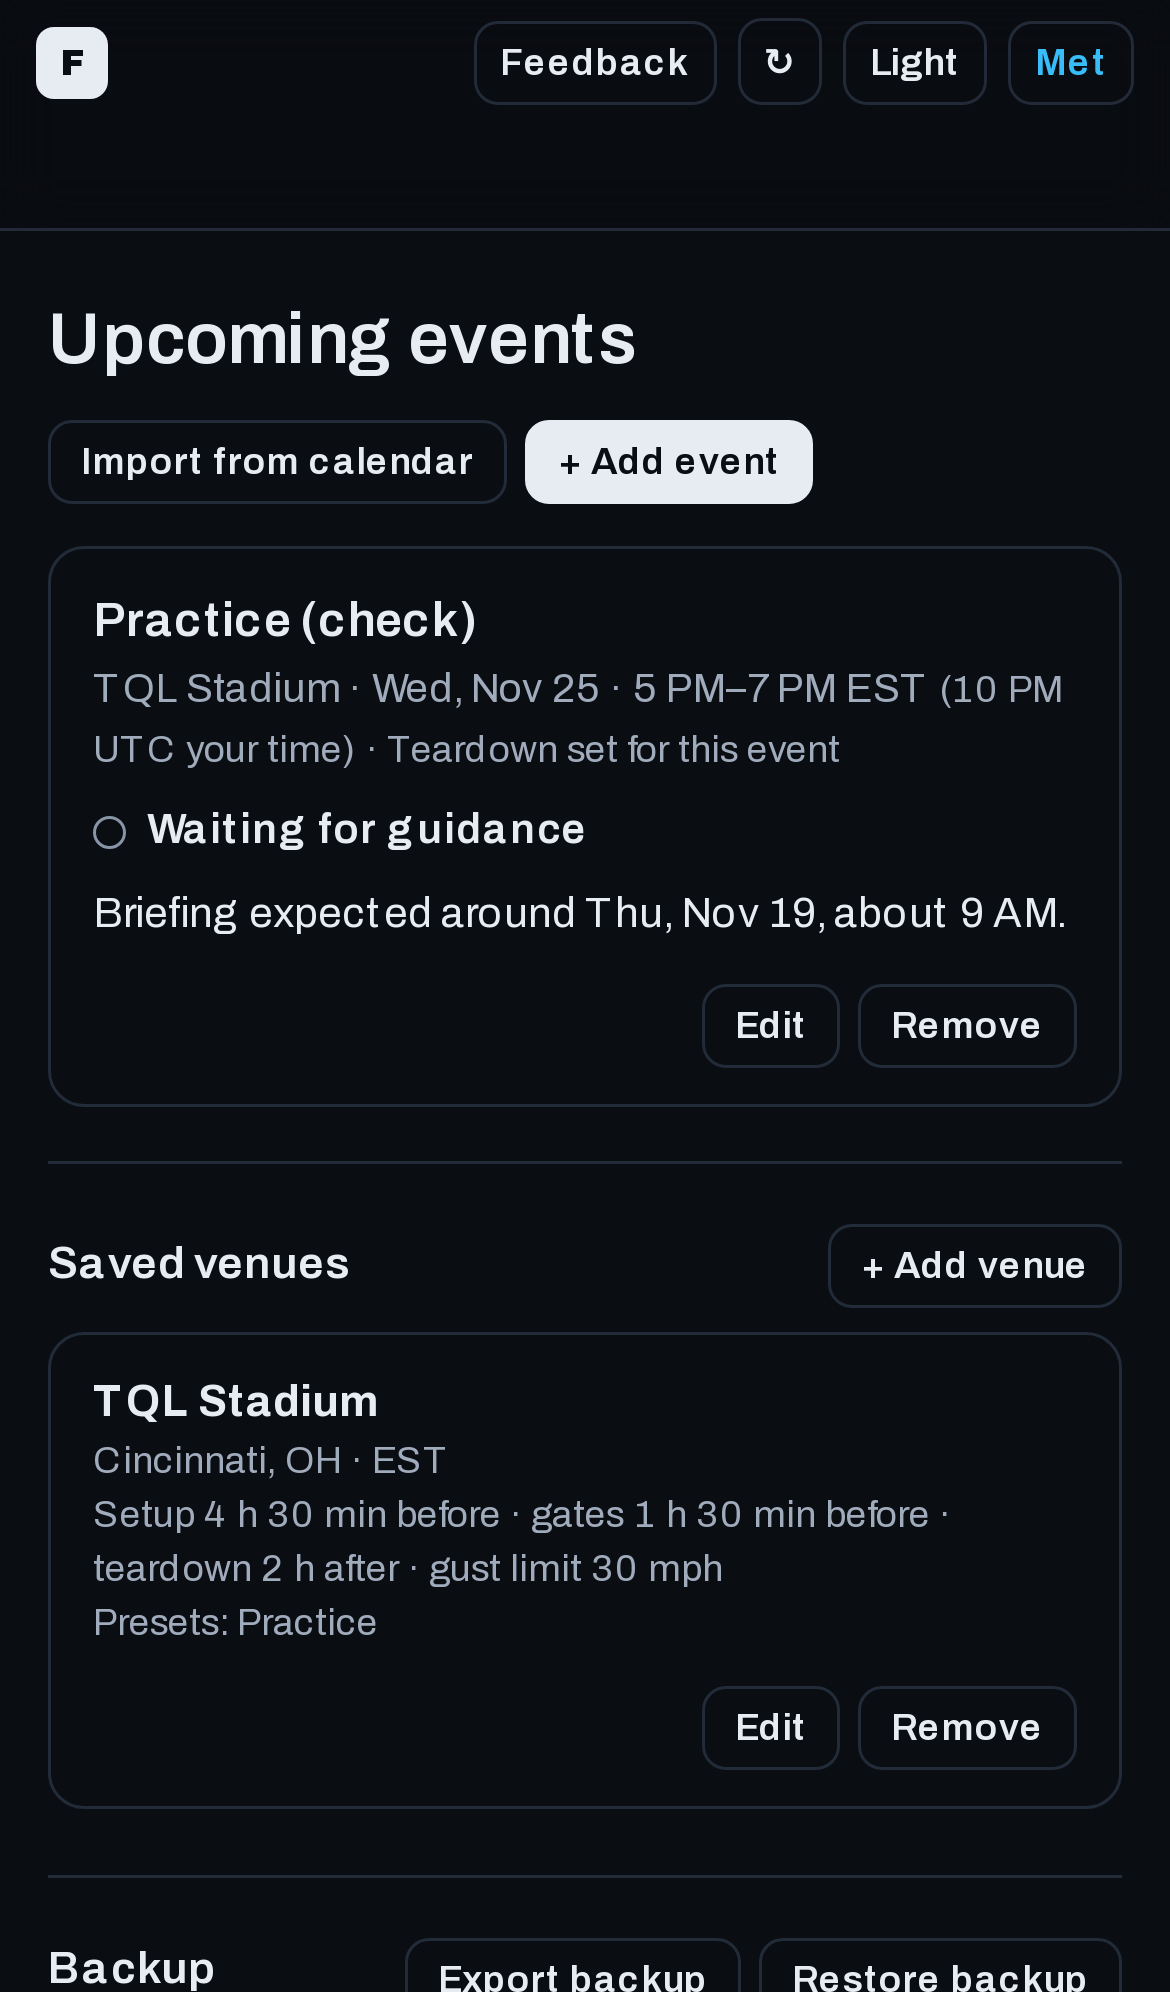 F
Feedback
↻
Light
Met
Upcoming events
Import from calendar
+ Add event
Practice (check)
TQL Stadium · Wed, Nov 25 · 5 PM–7 PM EST (10 PM
UTC your time) · Teardown set for this event
Waiting for guidance
Briefing expected around Thu, Nov 19, about 9 AM.
Edit
Remove
Saved venues
+ Add venue
TQL Stadium
Cincinnati, OH · EST
Setup 4 h 30 min before · gates 1 h 30 min before ·
teardown 2 h after · gust limit 30 mph
Presets: Practice
Edit
Remove
Backup
Export backup
Restore backup